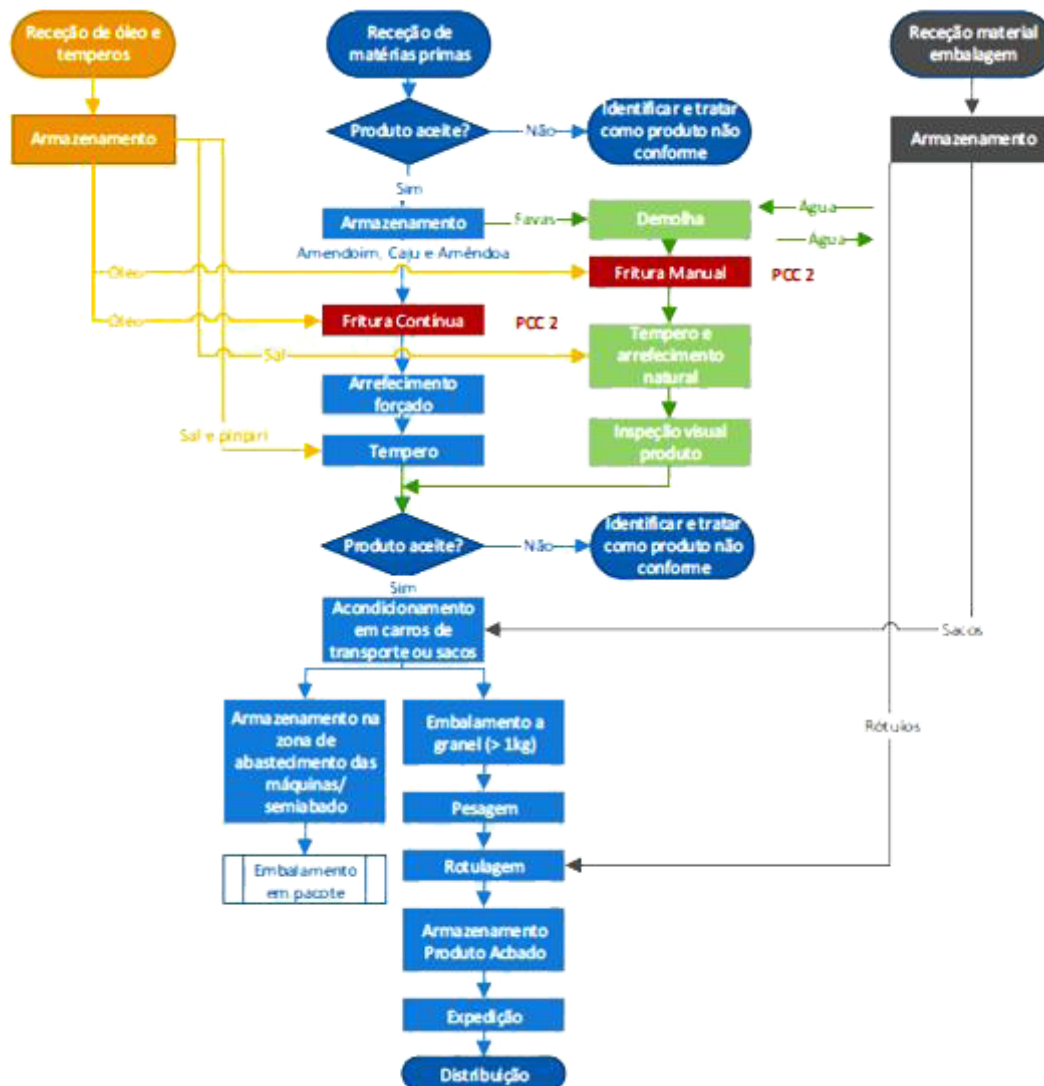 Receção de óleo e
temperos
Receção de
matérias primas
Receção material
embalagem
Armazenamento
Produto aceite?
Não
Identificar e tratar
como produto não
conforme
Armazenamento
Sim
Armazenamento
Favas
Demolha
Água
Água
Amendoim, Caju e Amêndoa
Óleo
Fritura Manual
PCC 2
Óleo
Fritura Contínua
PCC 2
Sal
Tempero e
arrefecimento
natural
Arrefecimento
forçado
Sal e piripiri
Tempero
Inspeção visual
produto
Produto aceite?
Não
Identificar e tratar
como produto não
conforme
Sim
Acondicionamento
em carros de
transporte ou sacos
Sacos
Armazenamento na
zona de
abastecimento das
máquinas/
semiabado
Embalamento a
granel (> 1kg)
Rótulos
Pesagem
Embalamento
em pacote
Rotulagem
Armazenamento
Produto Acbado
Expedição
Distribuição